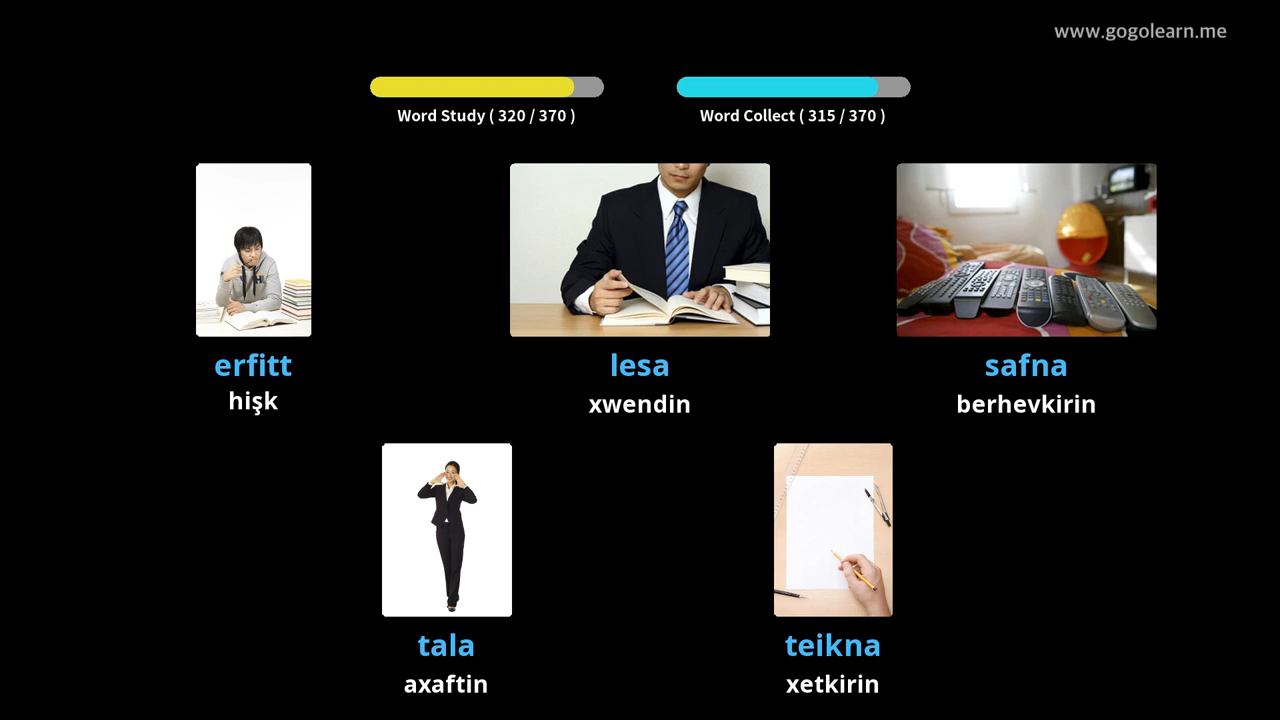 www.gogolearn.me
Word Study ( 320 / 370 )
Word Collect ( 315 / 370 )
erfitt
hişk
lesa
xwendin
safna
berhevkirin
tala
axaftin
teikna
xetkirin